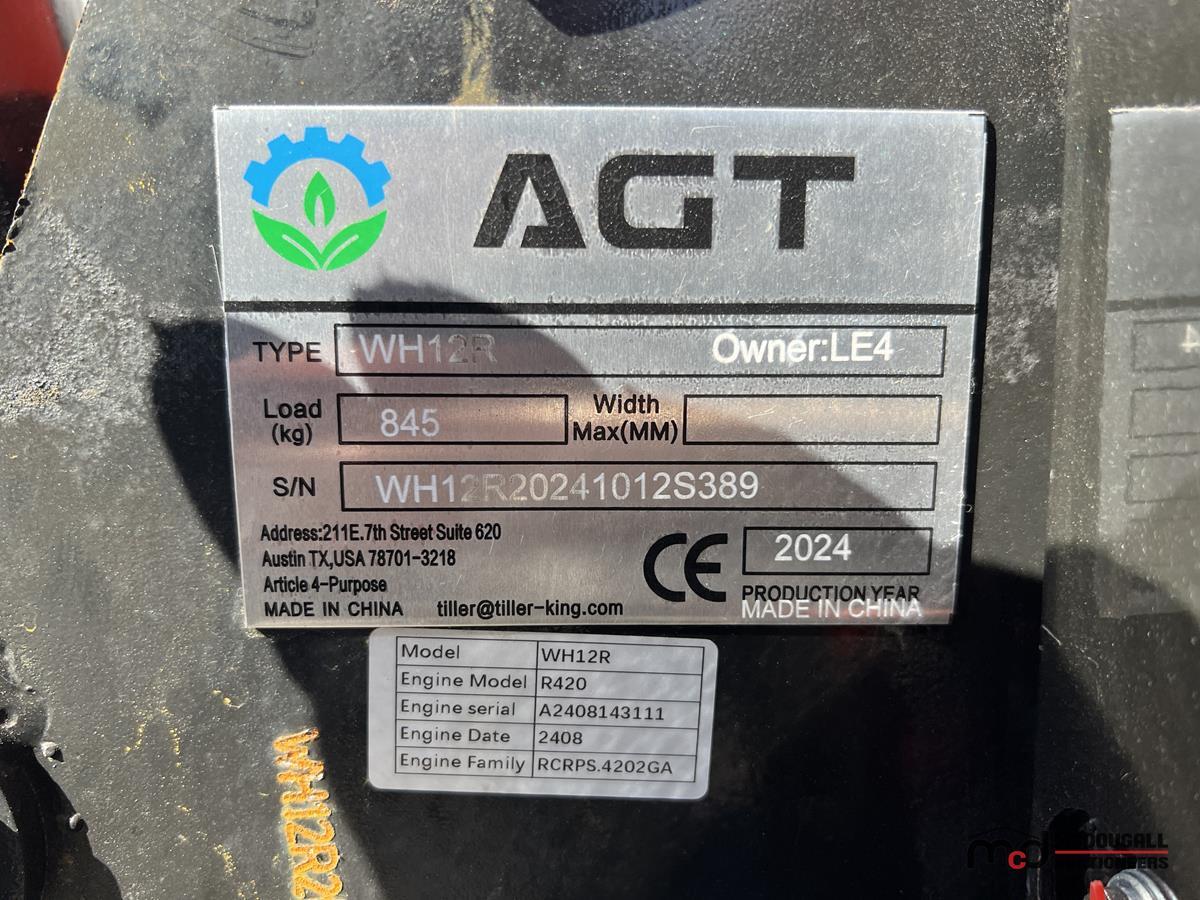 AGT
TYPE WH12R Owner:LE4
Load (kg) 845 Width Max(MM)
S/N WH12R20241012S389
Address:211E.7th Street Suite 620
Austin TX,USA 78701-3218
Article 4-Purpose
MADE IN CHINA tiller@tiller-king.com
CE 2024
PRODUCTION YEAR
MADE IN CHINA
Model WH12R
Engine Model R420
Engine serial A2408143111
Engine Date 2408
Engine Family RCRPS.4202GA
WH12R2
mcd